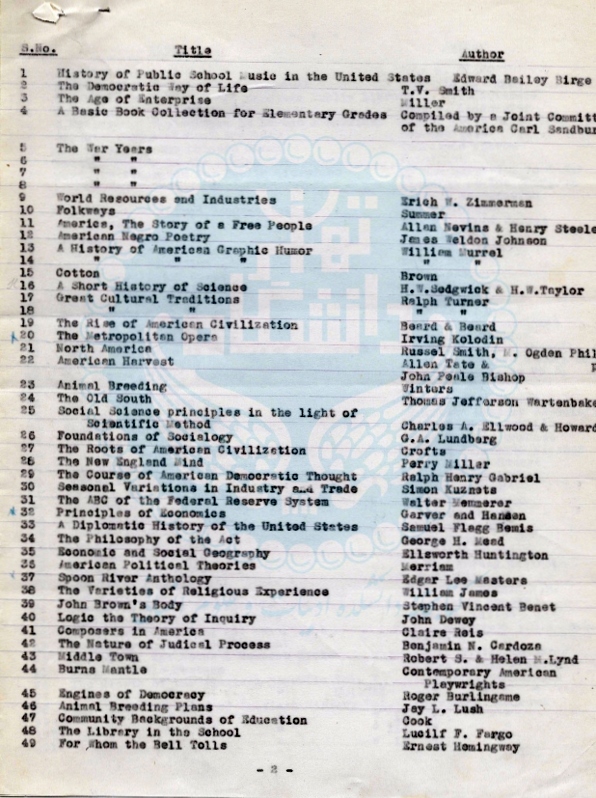 S.No. Title Author
1 History of Public School Music in the United States Edward Bailey Birge
2 The Democratic Way of Life T.V. Smith
3 The Age of Enterprise Miller
4 A Basic Book Collection for Elementary Grades Compiled by a Joint Committ
of the America Carl Sandbur
5 The War Years
6 " "
7 " "
8 " "
9 World Resources and Industries Erich W. Zimmerman
10 Folkways Sumner
11 America, The Story of a Free People Allan Nevins & Henry Steele
12 American Negro Poetry James Weldon Johnson
13 A History of American Graphic Humor William Murrel
14 " " " " "
15 Cotton Brown
16 A Short History of Science H.W.Sedgwick & H.W.Taylor
17 Great Cultural Traditions Ralph Turner
18 " " " "
19 The Rise of American Civilization Beard & Beard
20 The Metropolitan Opera Irving Kolodin
21 North America Russel Smith, M. Ogden Phil
22 American Harvest Allen Tate &
John Peale Bishop
23 Animal Breeding Winters
24 The Old South Thomas Jefferson Wartenbake
25 Social Science principles in the light of
Scientific Method Charles A. Ellwood & Howard
26 Foundations of Socialogy G.A. Lundberg
27 The Roots of American Civilization Crofts
28 The New England Mind Perry Miller
29 The Course of American Democratic Thought Ralph Henry Gabriel
30 Seasonal Variations in Industry and Trade Simon Kuznets
31 The ABC of the Federal Reserve System Walter Memmerer
32 Principles of Economics Garver and Hansen
33 A Diplomatic History of the United States Samuel Flagg Bemis
34 The Philosophy of the Act George H. Mead
35 Economic and Social Geography Ellsworth Huntington
36 American Political Theories Merriam
37 Spoon River Anthology Edgar Lee Masters
38 The Varieties of Religious Experience William James
39 John Brown's Body Stephen Vincent Benet
40 Logic the Theory of Inquiry John Dewey
41 Composers in America Claire Reis
42 The Nature of Judical Process Benjamin N. Cardoza
43 Middle Town Robert S. & Helen M.Lynd
44 Burns Mantle Contemporary American
Playwrights
45 Engines of Democracy Roger Burlingame
46 Animal Breeding Plans Jay L. Lush
47 Community Backgrounds of Education Cook
48 The Library in the School Lucilf F. Fargo
49 For Whom the Bell Tolls Ernest Hemingway
- 2 -